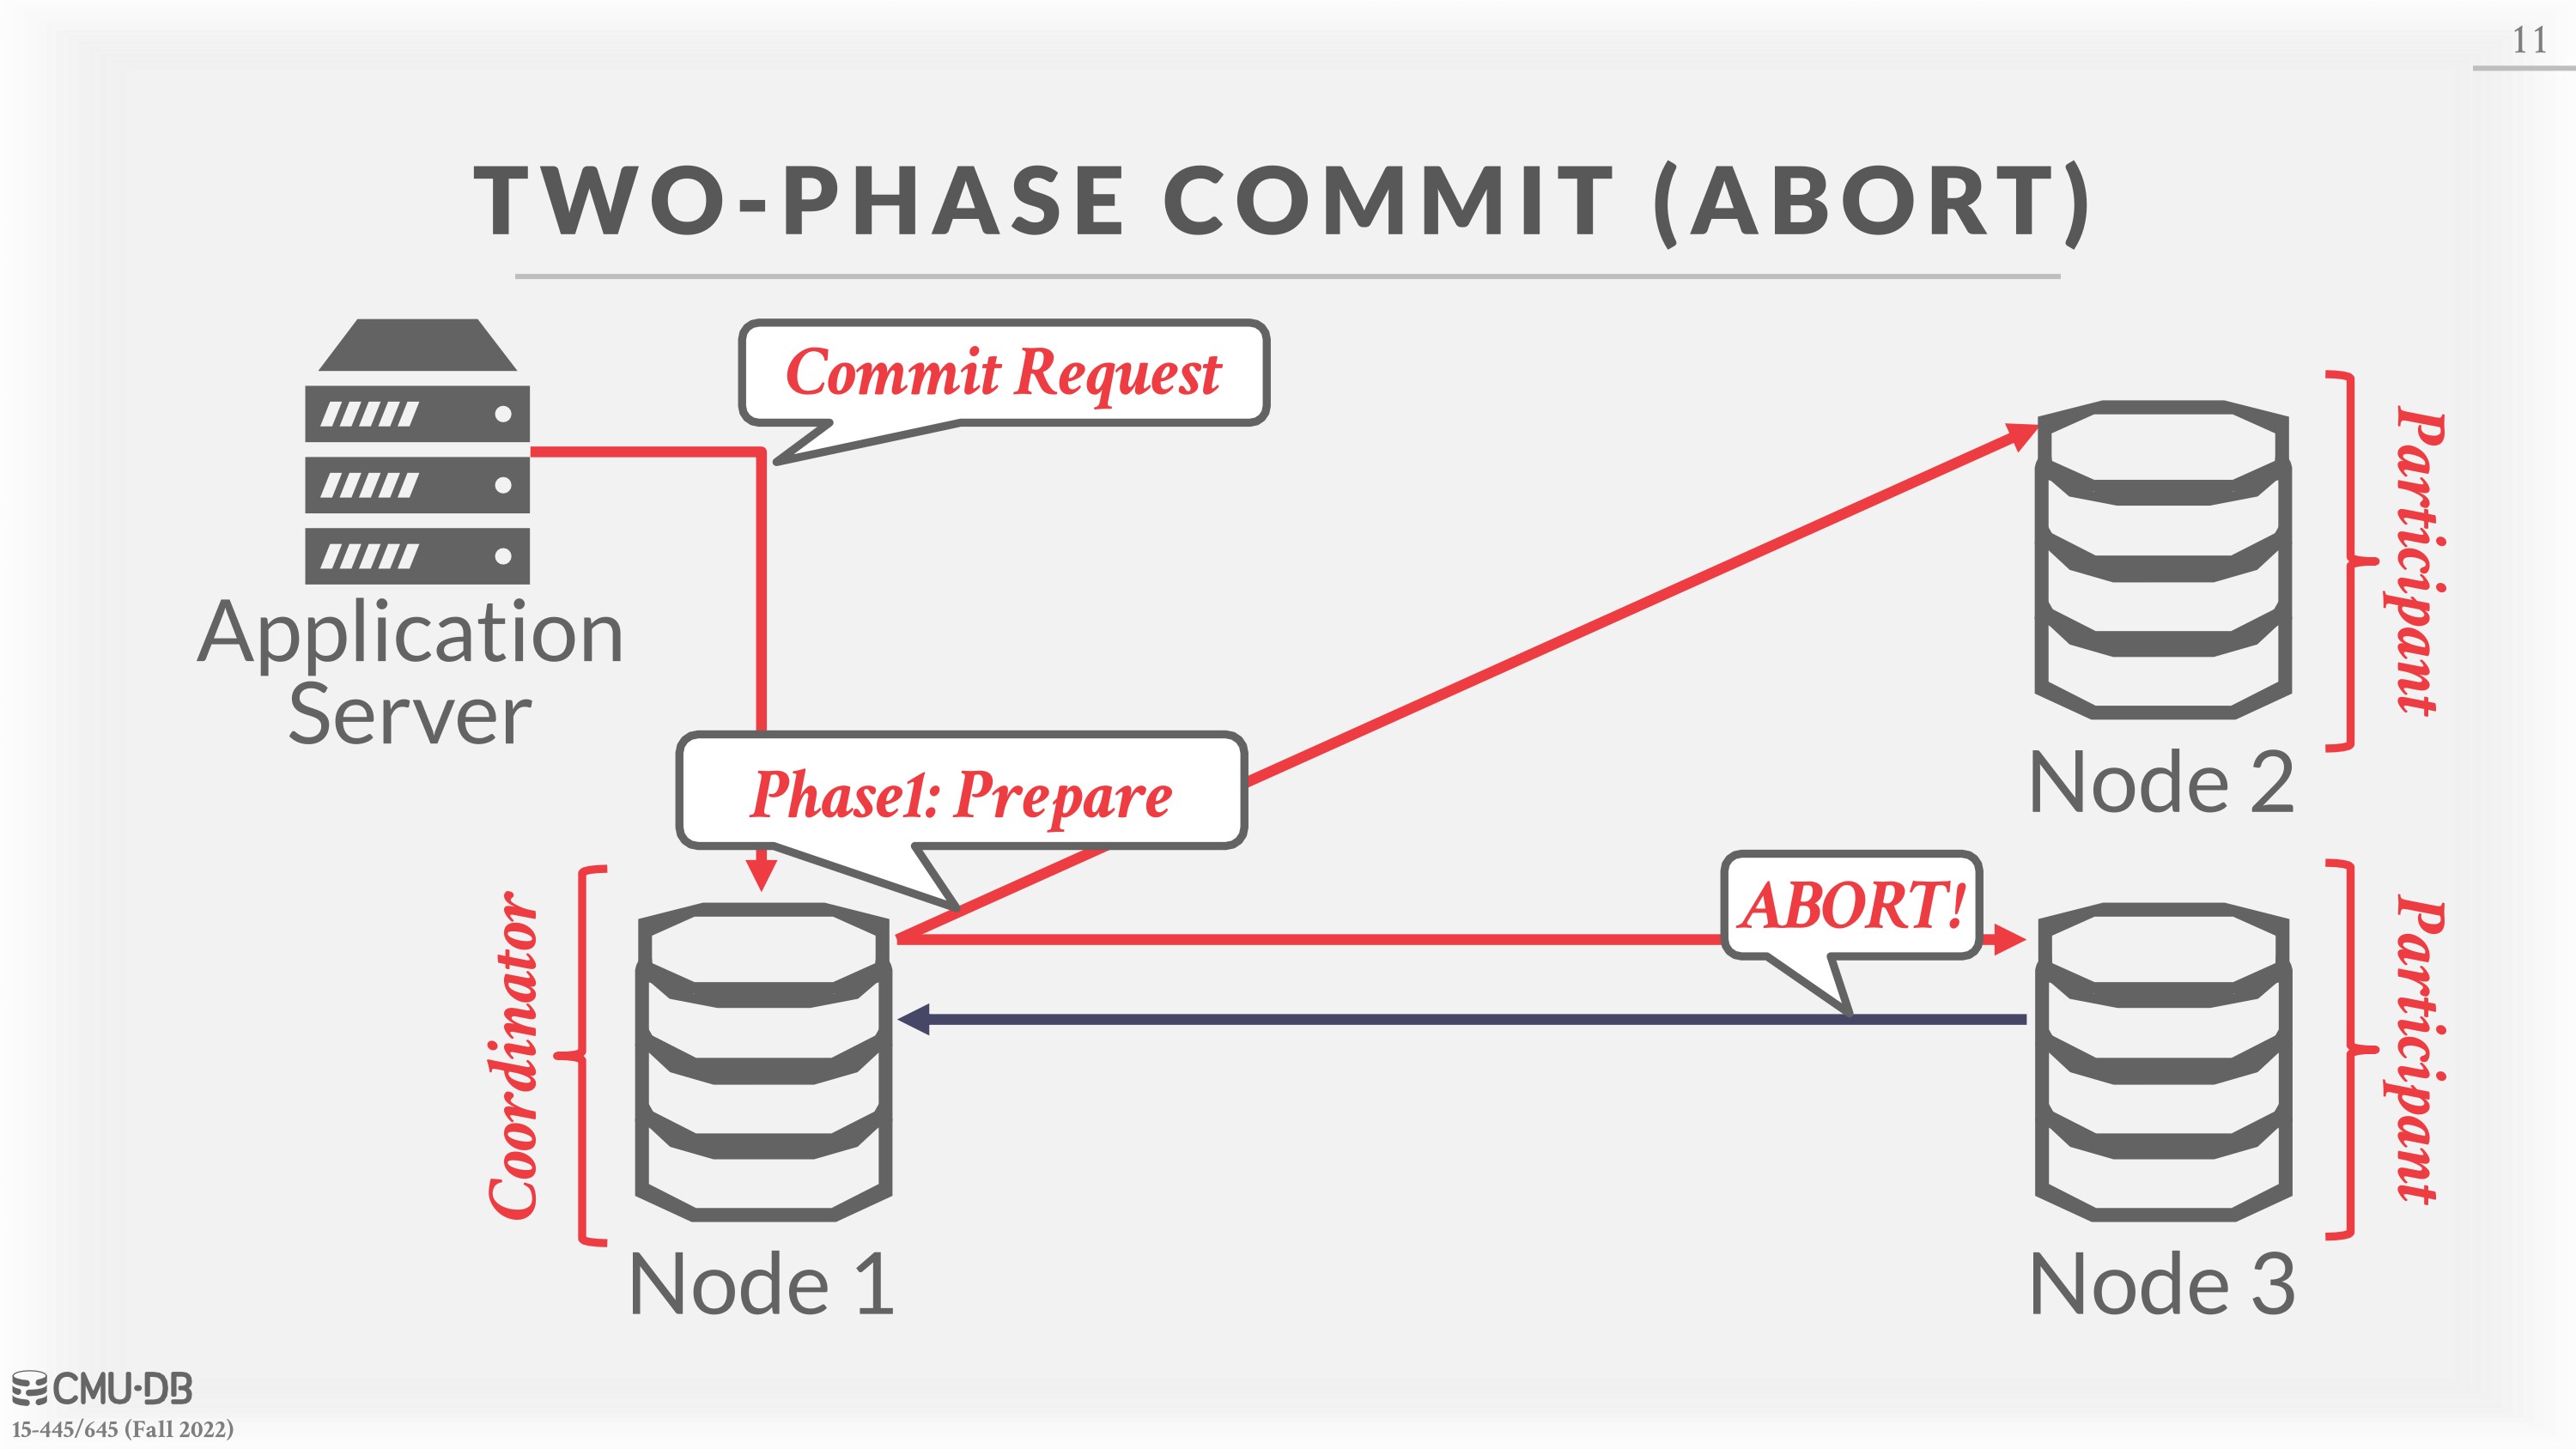 11
TWO-PHASE COMMIT (ABORT)
Commit Request
Application
Server
Participant
Node 2
Phase1: Prepare
ABORT!
Coordinator
Participant
Node 1
Node 3
CMU·DB
15-445/645 (Fall 2022)